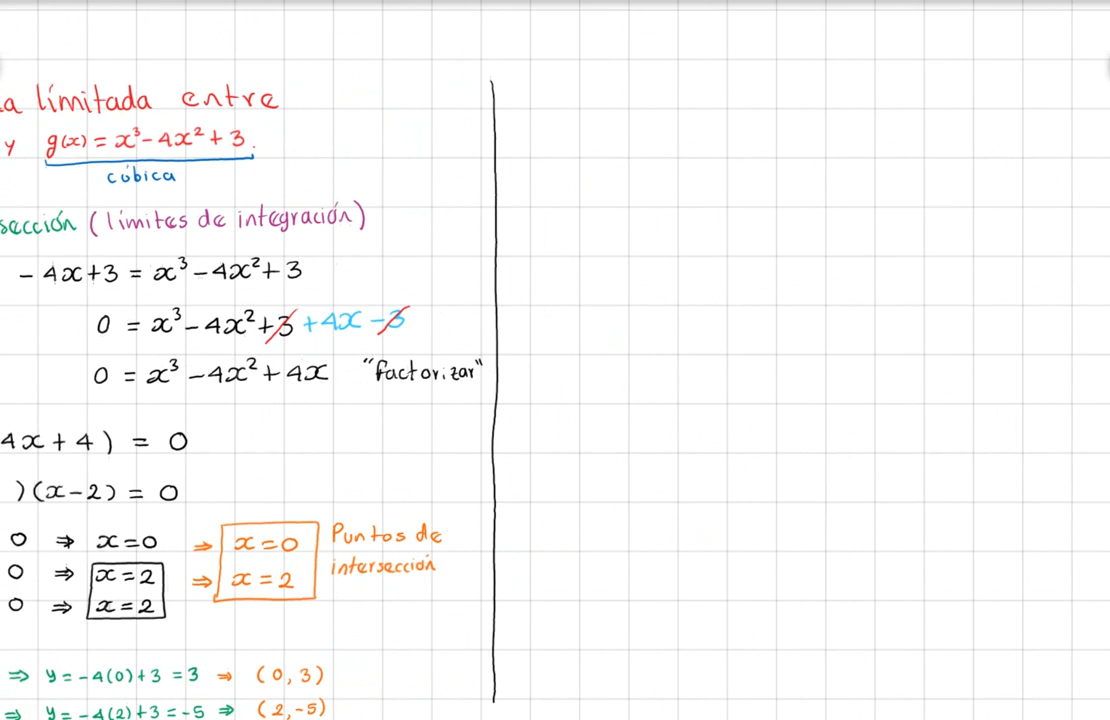 a limitada entre
y g(x) = x³ - 4x² + 3.
cúbica
sección (límites de integración)
- 4x + 3 = x³ - 4x² + 3
0 = x³ - 4x² + 3 + 4x - 3
0 = x³ - 4x² + 4x "factorizar"
4x + 4) = 0
)(x - 2) = 0
0 ⇒ x = 0 ⇒ x = 0 Puntos de
0 ⇒ x = 2 ⇒ x = 2 intersección
0 ⇒ x = 2
⇒ y = -4(0) + 3 = 3 ⇒ (0, 3)
⇒ y = -4(2) + 3 = -5 ⇒ (2, -5)